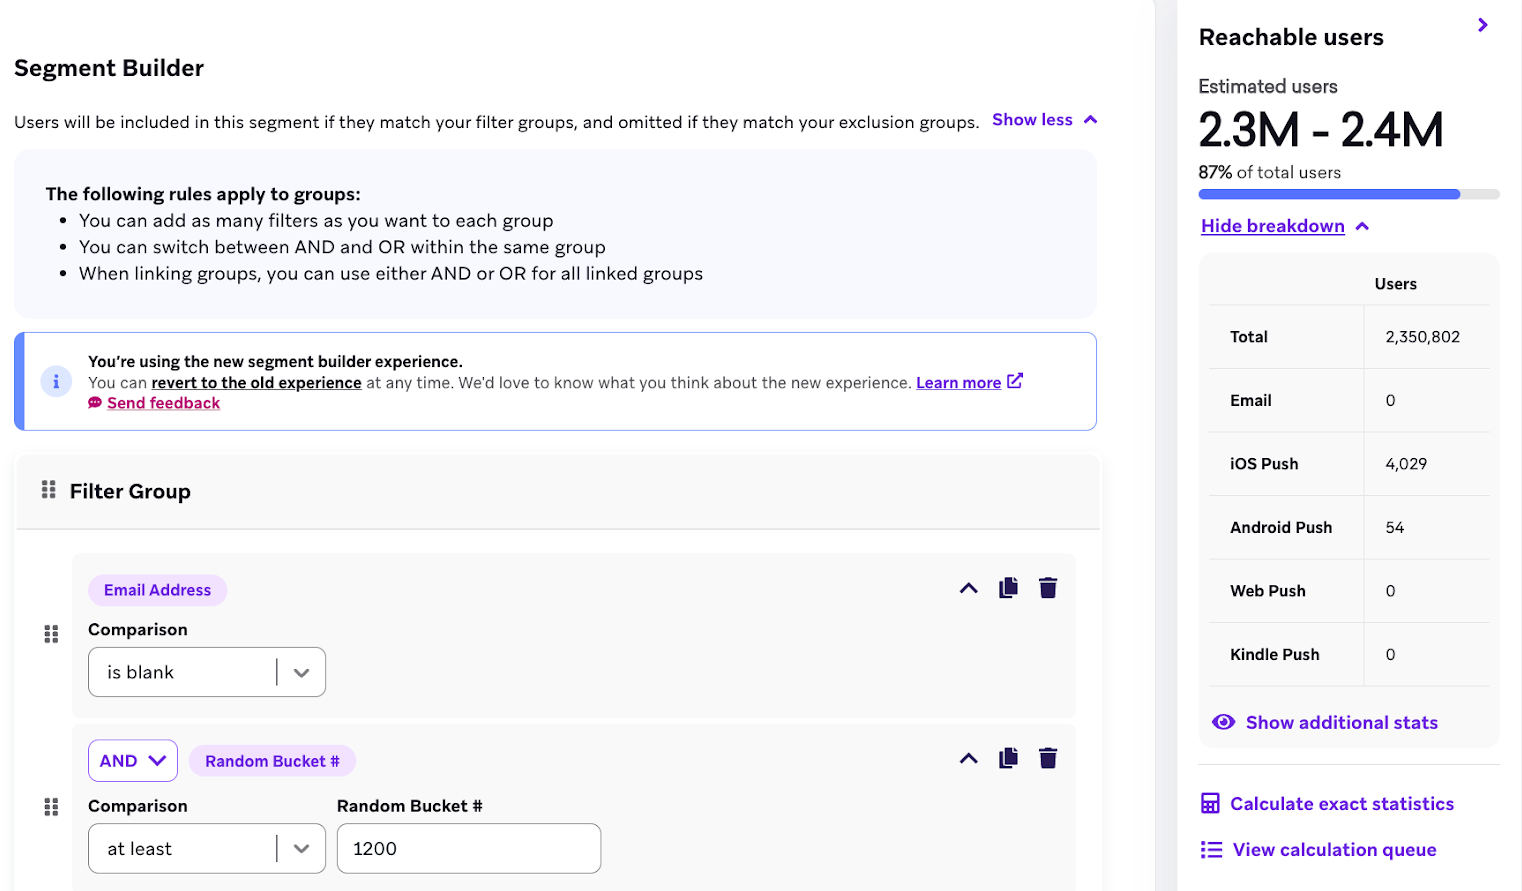 Segment Builder
Users will be included in this segment if they match your filter groups, and omitted if they match your exclusion groups. Show less
The following rules apply to groups:
• You can add as many filters as you want to each group
• You can switch between AND and OR within the same group
• When linking groups, you can use either AND or OR for all linked groups
You're using the new segment builder experience.
You can revert to the old experience at any time. We'd love to know what you think about the new experience. Learn more
Send feedback
Filter Group
Email Address
Comparison
is blank
AND Random Bucket #
Comparison Random Bucket #
at least 1200
Reachable users
Estimated users
2.3M - 2.4M
87% of total users
Hide breakdown
Users
Total 2,350,802
Email 0
iOS Push 4,029
Android Push 54
Web Push 0
Kindle Push 0
Show additional stats
Calculate exact statistics
View calculation queue